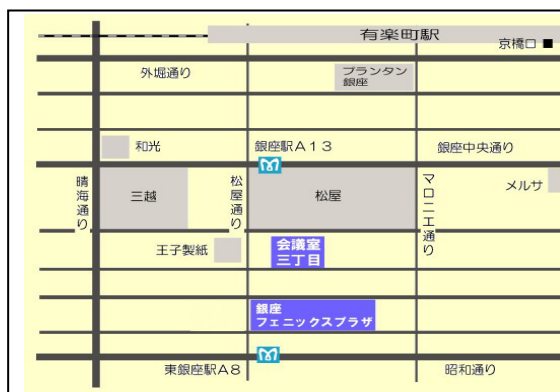 有楽町駅
京橋口
外堀通り
プランタン
銀座
和光
銀座駅A13
銀座中央通り
晴海通り
三越
松屋通り
松屋
マロニエ通り
メルサ
王子製紙
会議室
三丁目
銀座
フェニックスプラザ
東銀座駅A8
昭和通り